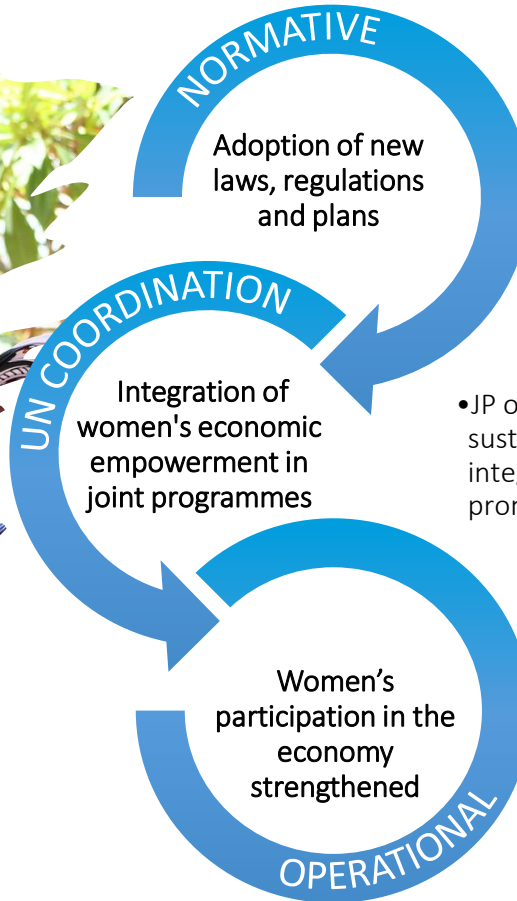 NORMATIVE
Adoption of new
laws, regulations
and plans
UN COORDINATION
Integration of
women's economic
empowerment in
joint programmes
•JP
Women’s
participation in the
economy
strengthened
OPERATIONAL